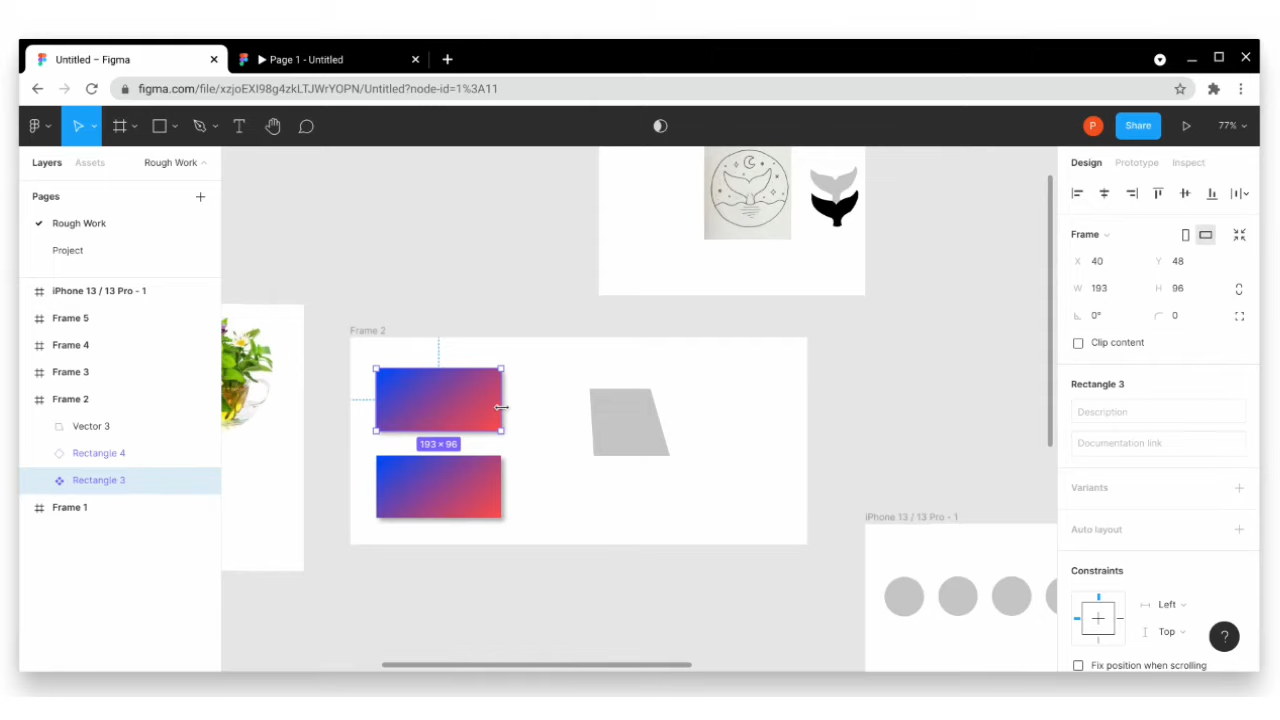 Untitled – Figma
Page 1 - Untitled
figma.com/file/xzjoEXI98g4zkLTJWrYOPN/Untitled?node-id=1%3A11
P
Share
77%
Layers
Assets
Rough Work
Design
Prototype
Inspect
Pages
Rough Work
Project
Frame
X 40
Y 48
W 193
H 96
0°
0
Clip content
iPhone 13 / 13 Pro - 1
Frame 5
Frame 4
Frame 3
Frame 2
Vector 3
Rectangle 4
Rectangle 3
Frame 1
Frame 2
193 × 96
iPhone 13 / 13 Pro - 1
Rectangle 3
Description
Documentation link
Variants
Auto layout
Constraints
Left
Top
Fix position when scrolling
?